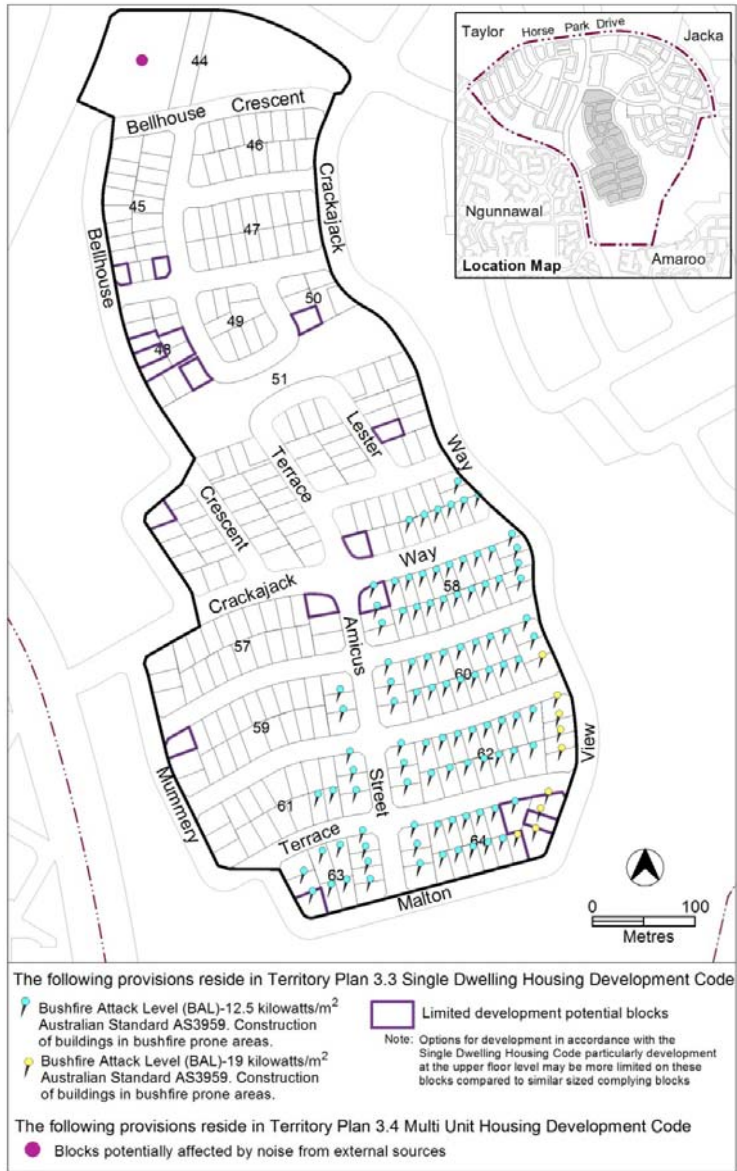 Taylor
Horse Park Drive
Jacka
Ngunnawal
Amaroo
Location Map
44
Bellhouse Crescent
46
45
47
Crackajack
Bellhouse
50
49
48
51
Lester
Terrace
Way
Crescent
Crackajack Way
58
57
Amicus
60
59
62
View
Mummery
61
Street
Terrace
64
63
Malton
0 100
Metres
The following provisions reside in Territory Plan 3.3 Single Dwelling Housing Development Code
Bushfire Attack Level (BAL)-12.5 kilowatts/m²
Australian Standard AS3959. Construction
of buildings in bushfire prone areas.
Bushfire Attack Level (BAL)-19 kilowatts/m²
Australian Standard AS3959. Construction
of buildings in bushfire prone areas.
Limited development potential blocks
Note: Options for development in accordance with the
Single Dwelling Housing Code particularly development
at the upper floor level may be more limited on these
blocks compared to similar sized complying blocks
The following provisions reside in Territory Plan 3.4 Multi Unit Housing Development Code
Blocks potentially affected by noise from external sources